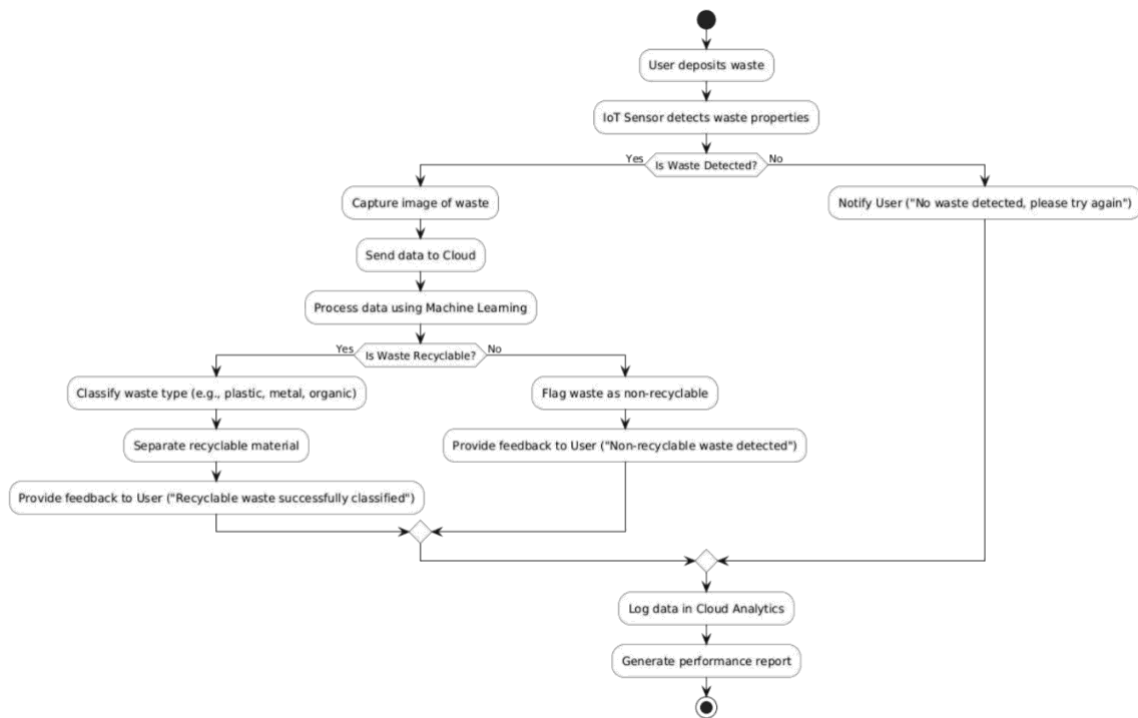 User deposits waste
IoT Sensor detects waste properties
Yes
Is Waste Detected?
No
Capture image of waste
Notify User ("No waste detected, please try again")
Send data to Cloud
Process data using Machine Learning
Yes
Is Waste Recyclable?
No
Classify waste type (e.g., plastic, metal, organic)
Flag waste as non-recyclable
Separate recyclable material
Provide feedback to User ("Non-recyclable waste detected")
Provide feedback to User ("Recyclable waste successfully classified")
Log data in Cloud Analytics
Generate performance report